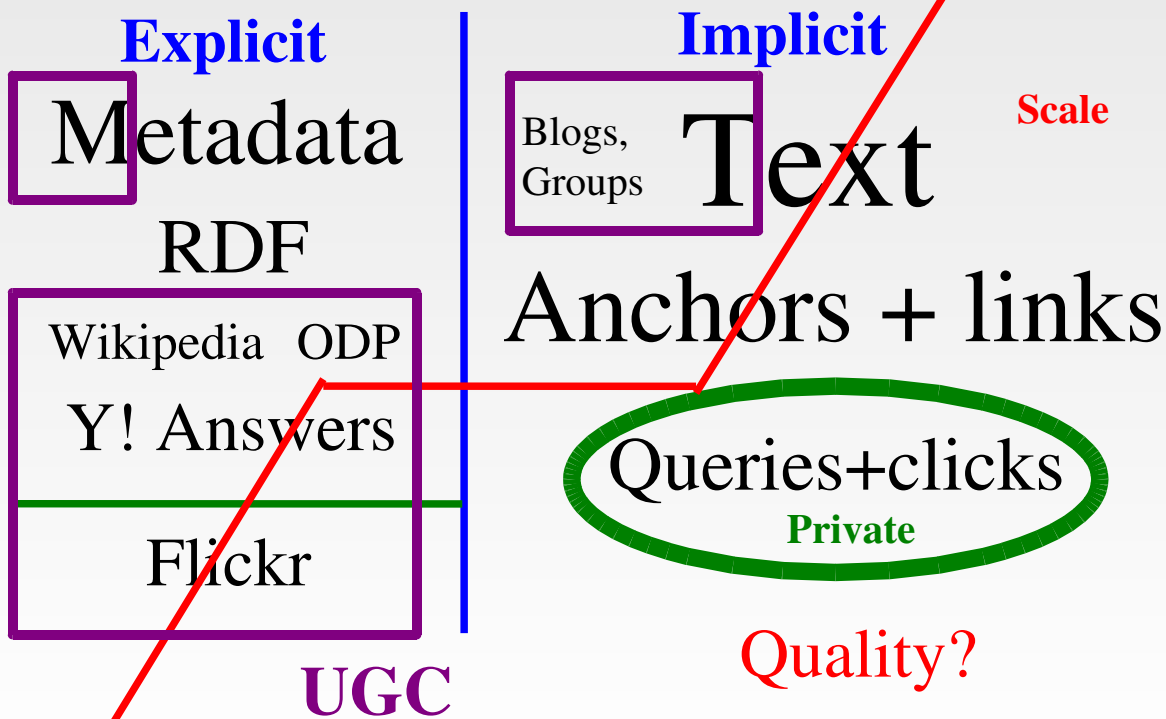 Explicit
Metadata
RDF
Wikipedia ODP
Y! Answers
Flickr
UGC
Implicit
Scale
Blogs,
Groups
Text
Anchors + links
Queries+clicks
Private
Quality?